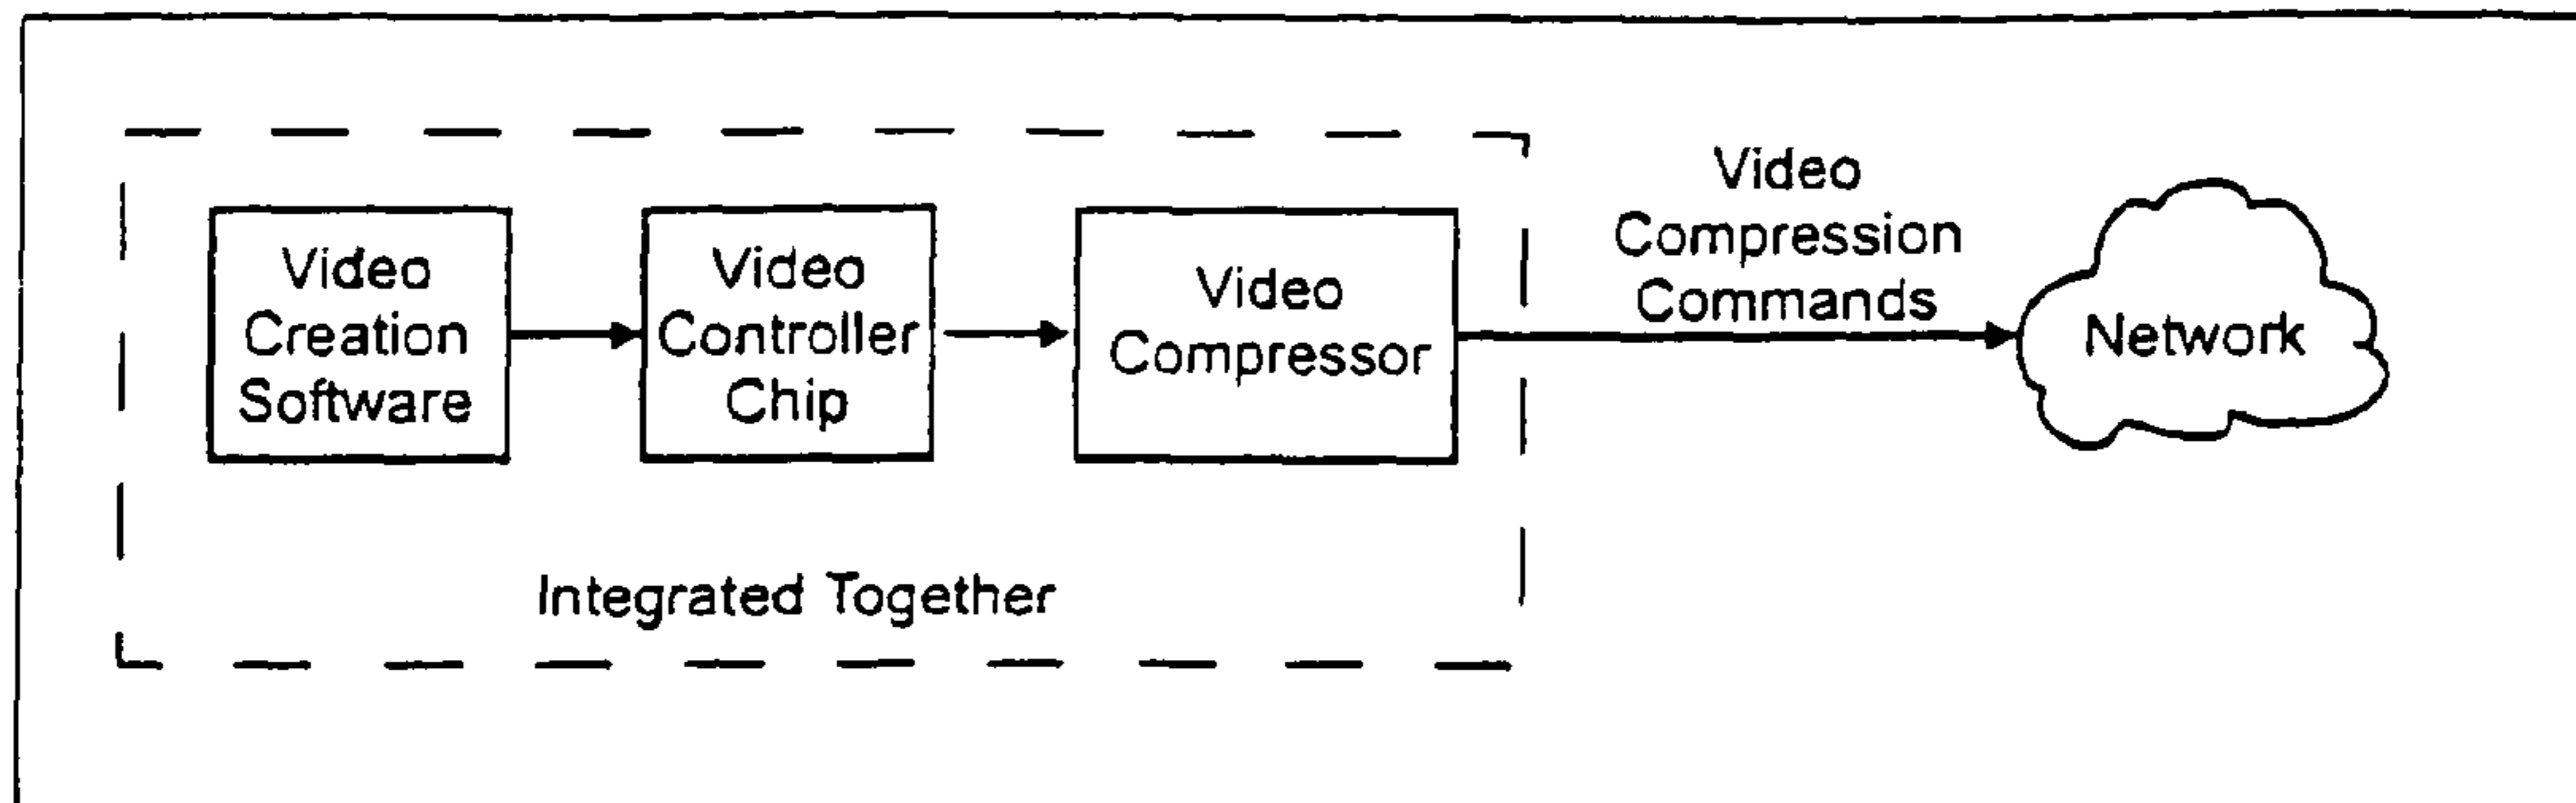 Video
Creation
Software
Video
Controller
Chip
Video
Compressor
Video
Compression
Commands
Network
Integrated Together